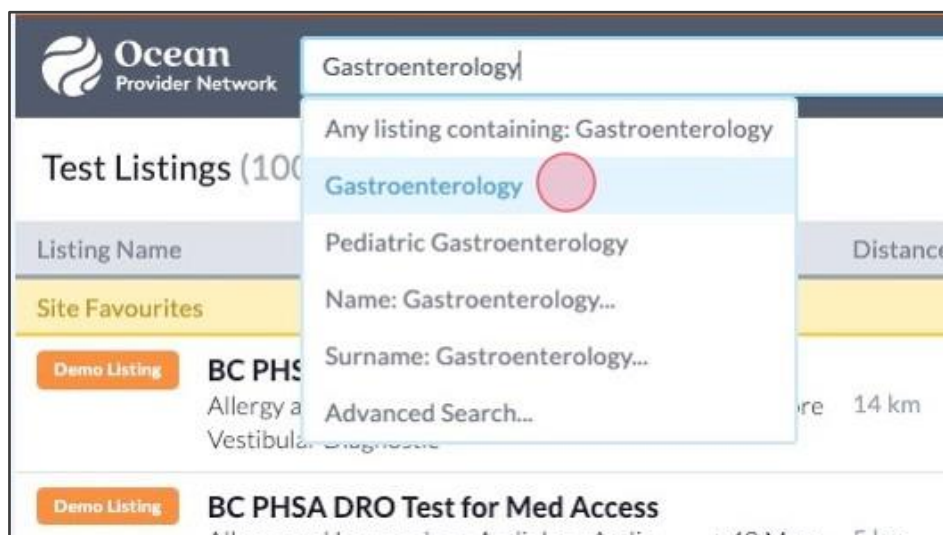 Ocean
Provider Network
Gastroenterology
Any listing containing: Gastroenterology
Test Listings (100
Gastroenterology
Pediatric Gastroenterology
Listing Name
Distance
Name: Gastroenterology...
Site Favourites
Surname: Gastroenterology...
Demo Listing
BC PHS
Allergy a
Advanced Search...
re
14 km
Demo Listing
BC PHSA DRO Test for Med Access